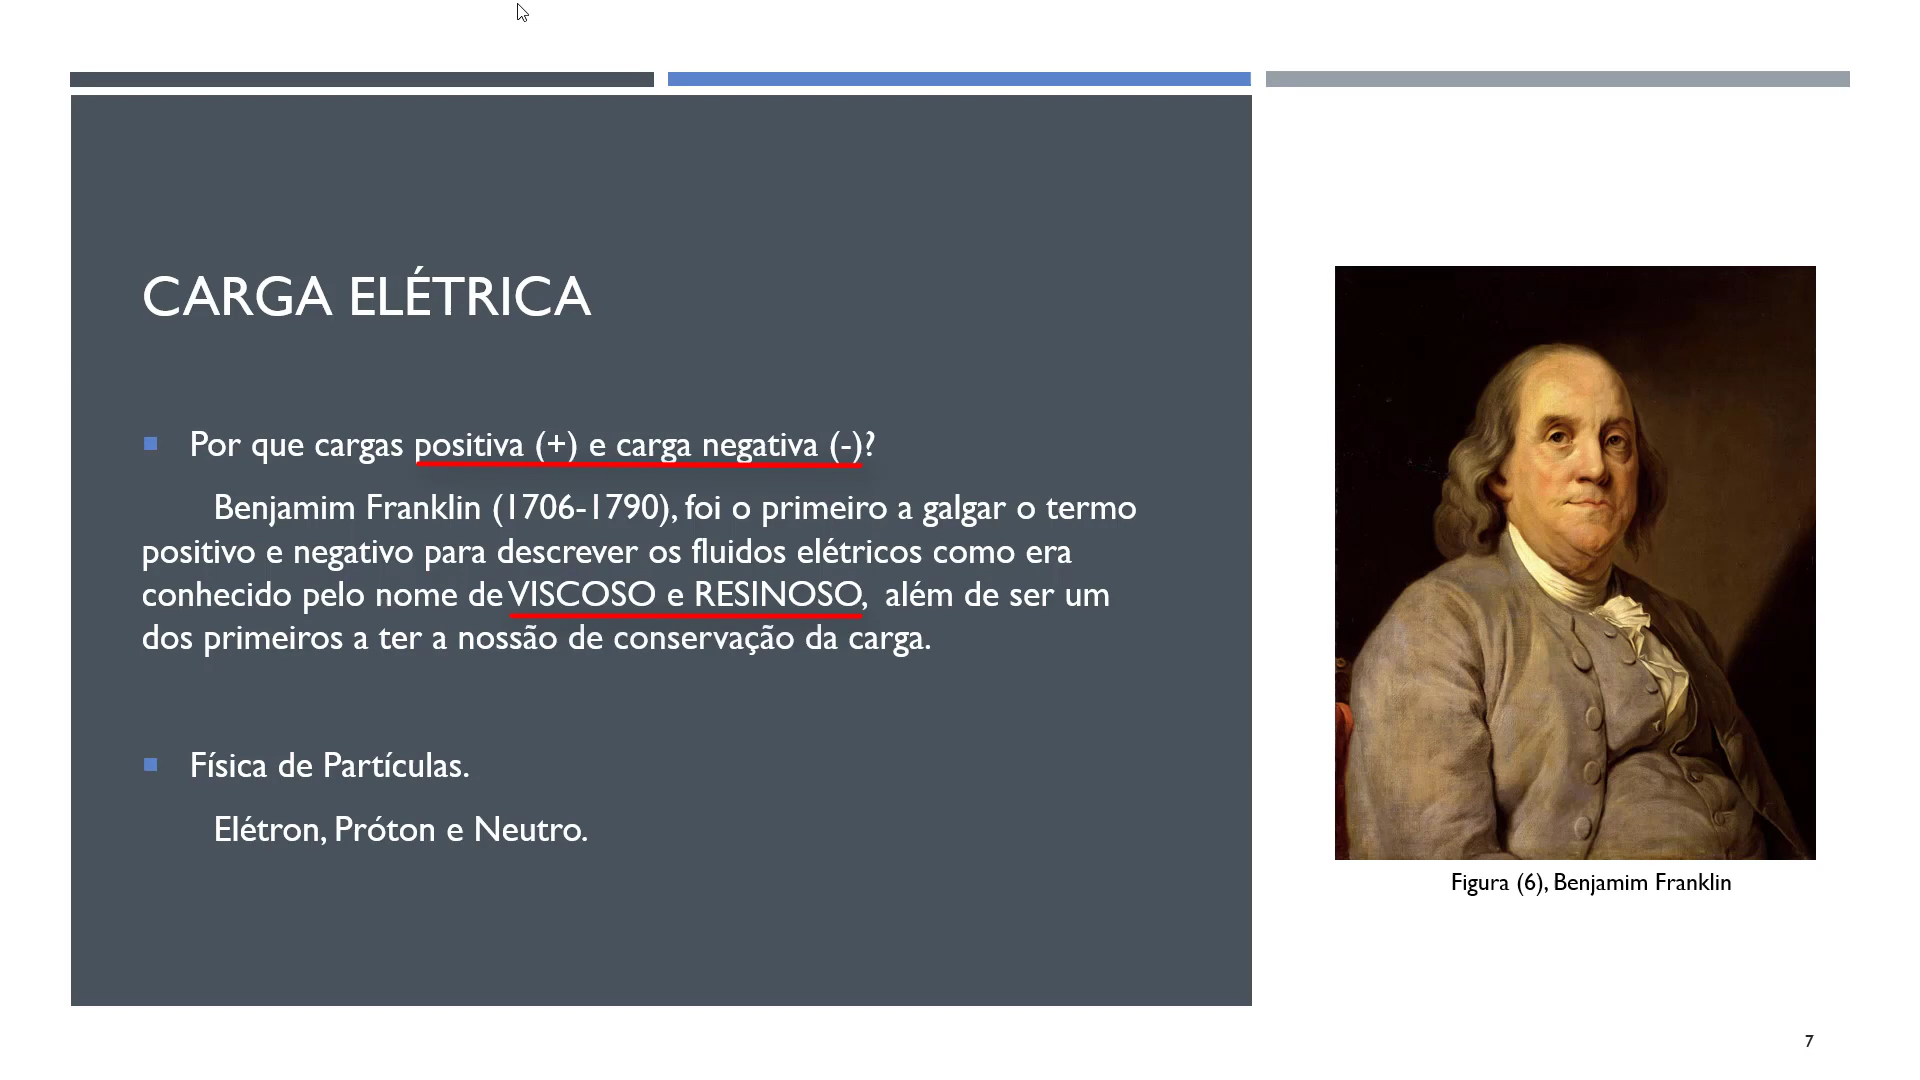 CARGA ELÉTRICA
Por que cargas positiva (+) e carga negativa (-)?
Benjamim Franklin (1706-1790), foi o primeiro a galgar o termo
positivo e negativo para descrever os fluidos elétricos como era
conhecido pelo nome de VISCOSO e RESINOSO, além de ser um
dos primeiros a ter a nossão de conservação da carga.
Física de Partículas.
Elétron, Próton e Neutro.
Figura (6), Benjamim Franklin
7